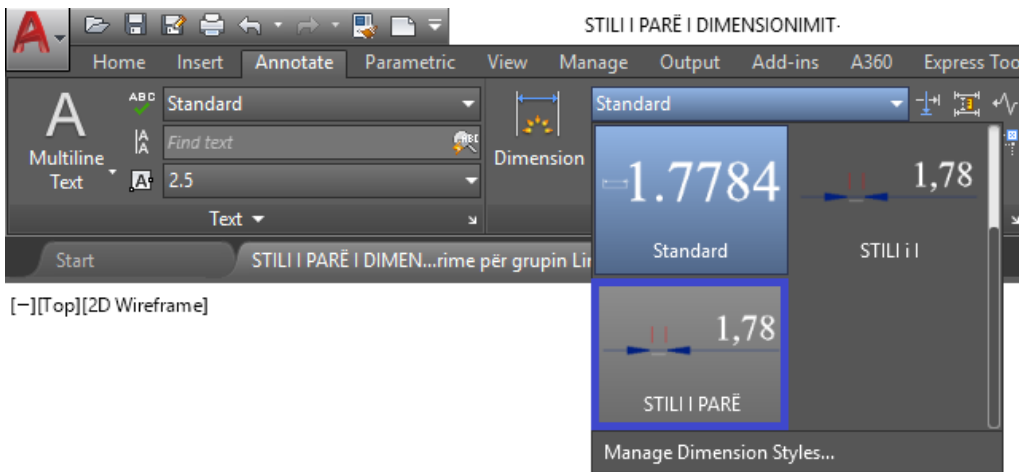 STILI I PARË I DIMENSIONIMIT-
Home Insert Annotate Parametric View Manage Output Add-ins A360 Express Too
A Multiline Text
ABC Standard
Find text
2.5
Text
Dimension
Standard
1.7784
Standard
1,78
STILI i I
1,78
STILI I PARË
Manage Dimension Styles...
Start
STILI I PARË I DIMEN...rime për grupin Lin
[−][Top][2D Wireframe]